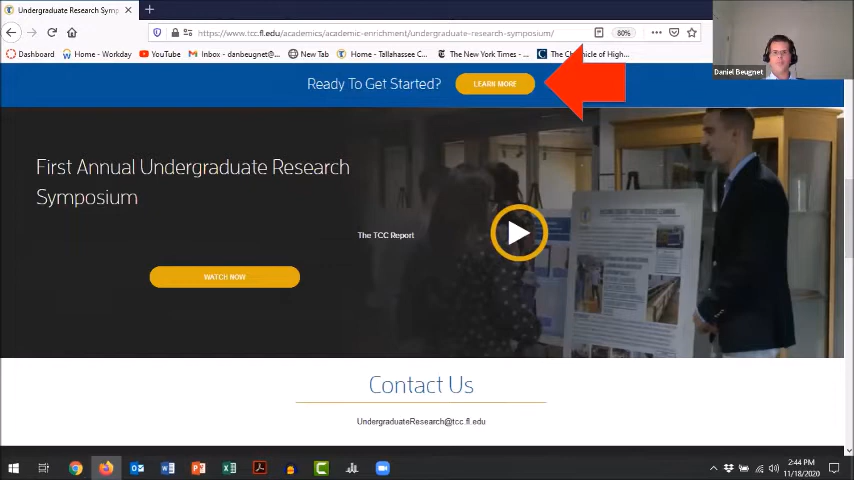 Undergraduate Research Symp
https://www.tcc.fl.edu/academics/academic-enrichment/undergraduate-research-symposium/
80%
Dashboard
Home - Workday
YouTube
Inbox - danbeugnet@...
New Tab
Home - Tallahassee C...
The New York Times - ...
The Chronicle of High...
Daniel Beugnet
Ready To Get Started?
LEARN MORE
First Annual Undergraduate Research
Symposium
The TCC Report
WATCH NOW
Contact Us
UndergraduateResearch@tcc.fl.edu
2:44 PM
11/18/2020